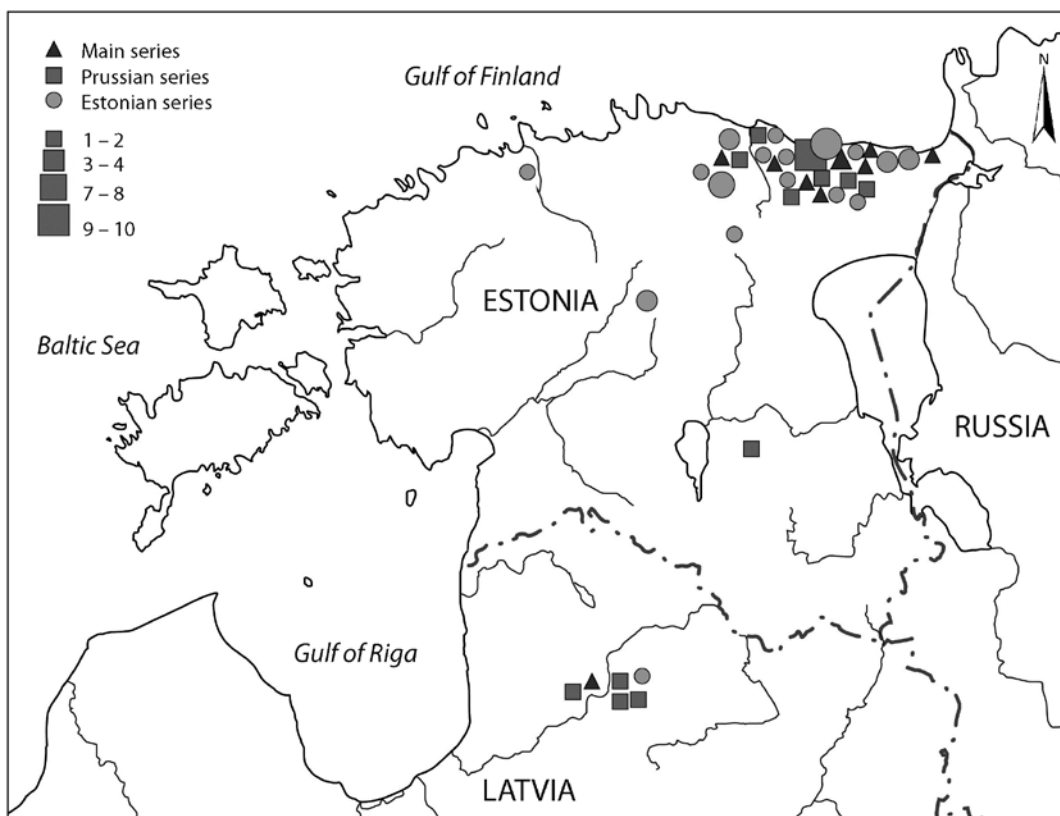 Main series
Prussian series
Estonian series
1 – 2
3 – 4
7 – 8
9 – 10
Gulf of Finland
N
ESTONIA
Baltic Sea
RUSSIA
Gulf of Riga
LATVIA